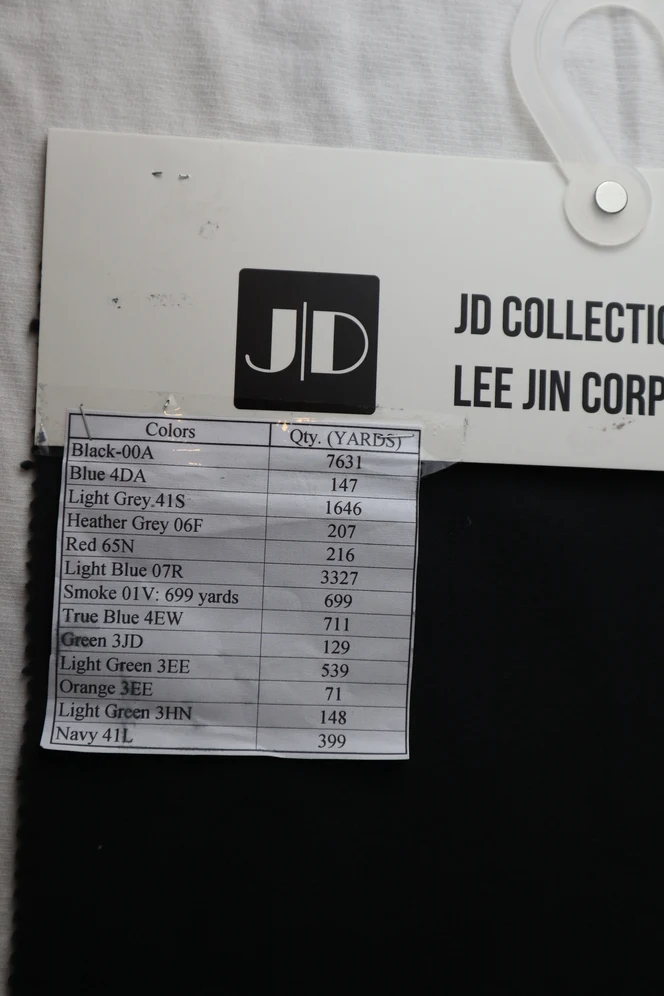 JD
JD COLLECTIO
LEE JIN CORP
Colors Qty. (YARDS)
Black-00A 7631
Blue 4DA 147
Light Grey 41S 1646
Heather Grey 06F 207
Red 65N 216
Light Blue 07R 3327
Smoke 01V: 699 yards 699
True Blue 4EW 711
Green 3JD 129
Light Green 3EE 539
Orange 3EE 71
Light Green 3HN 148
Navy 41L 399